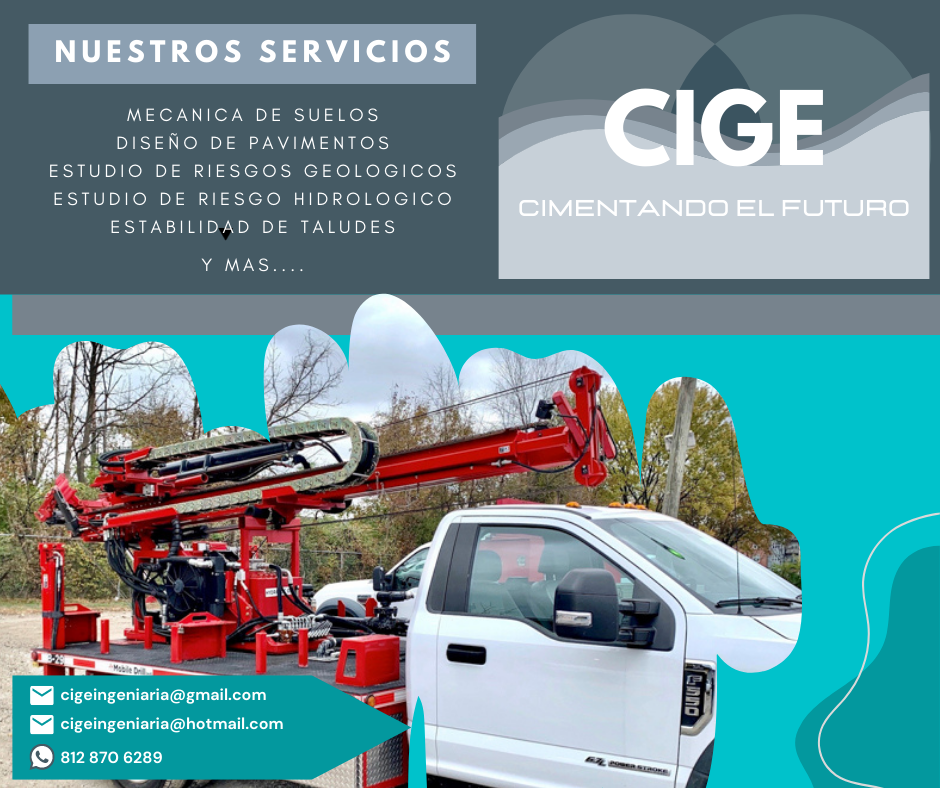 NUESTROS SERVICIOS
MECANICA DE SUELOS
DISEÑO DE PAVIMENTOS
ESTUDIO DE RIESGOS GEOLOGICOS
ESTUDIO DE RIESGO HIDROLOGICO
ESTABILIDAD DE TALUDES
Y MAS....
CIGE
CIMENTANDO EL FUTURO
Mobile Drill
F550
POWER STROKE
cigeingeniaria@gmail.com
cigeingeniaria@hotmail.com
812 870 6289